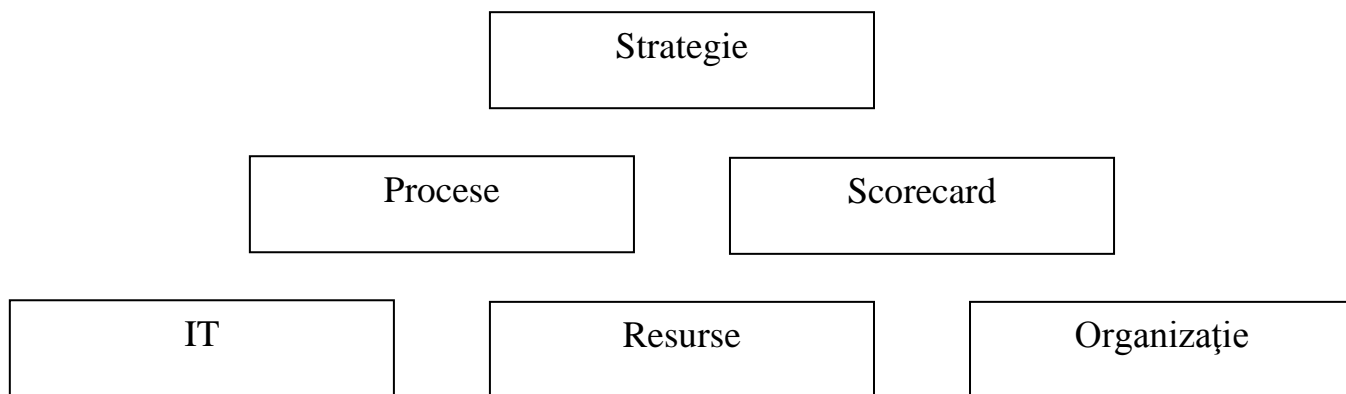 Strategie
Procese
Scorecard
IT
Resurse
Organizaţie